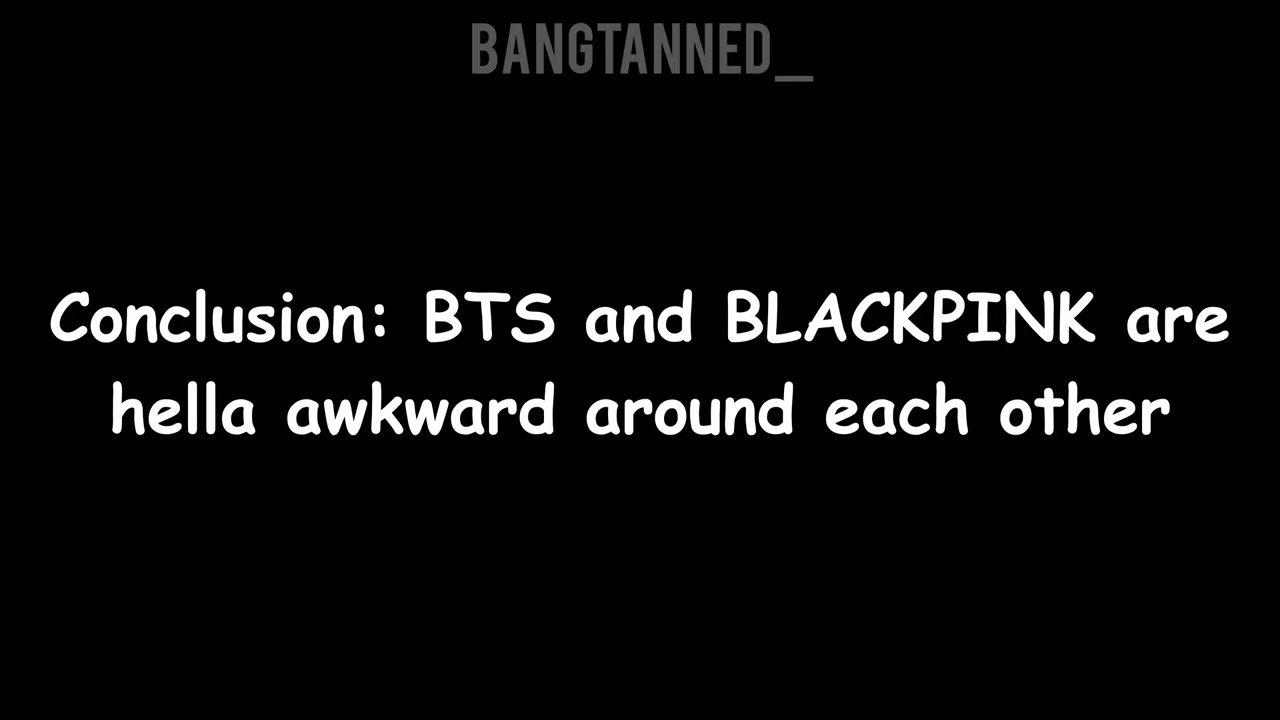 BANGTANNED_
Conclusion: BTS and BLACKPINK are
hella awkward around each other